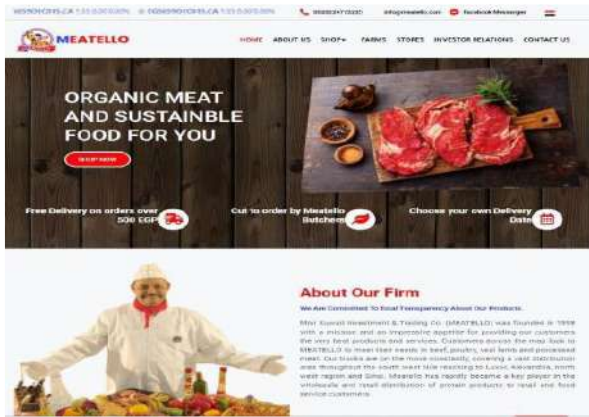 info@meatello.com
Facebook Messenger
MEATELLO
HOME ABOUT US SHOP FARMS STORES INVESTOR RELATIONS CONTACT US
ORGANIC MEAT
AND SUSTAINBLE
FOOD FOR YOU
SHOP NOW
Free Delivery on orders over
500 EGP
Cut to order by Meatello
Butchers
Choose your own Delivery
Date
About Our Firm
We Are Committed To Total Transparency About Our Products.
Investment & Trading Co. (MEATELLO) was founded in 1998
with a mission and an impressive appetite for providing our customers
the very best products and services. Customers across the map look to
MEATELLO to meet their needs in beef, poultry, veal lamb and processed
meat. Our trucks are on the move constantly, covering a vast distribution
area throughout the south west side reaching to Luxor, Alexandria, north
west region and Sinai. Meatello has rapidly became a key player in the
wholesale and retail distribution of protein products to retail and food
service customers.